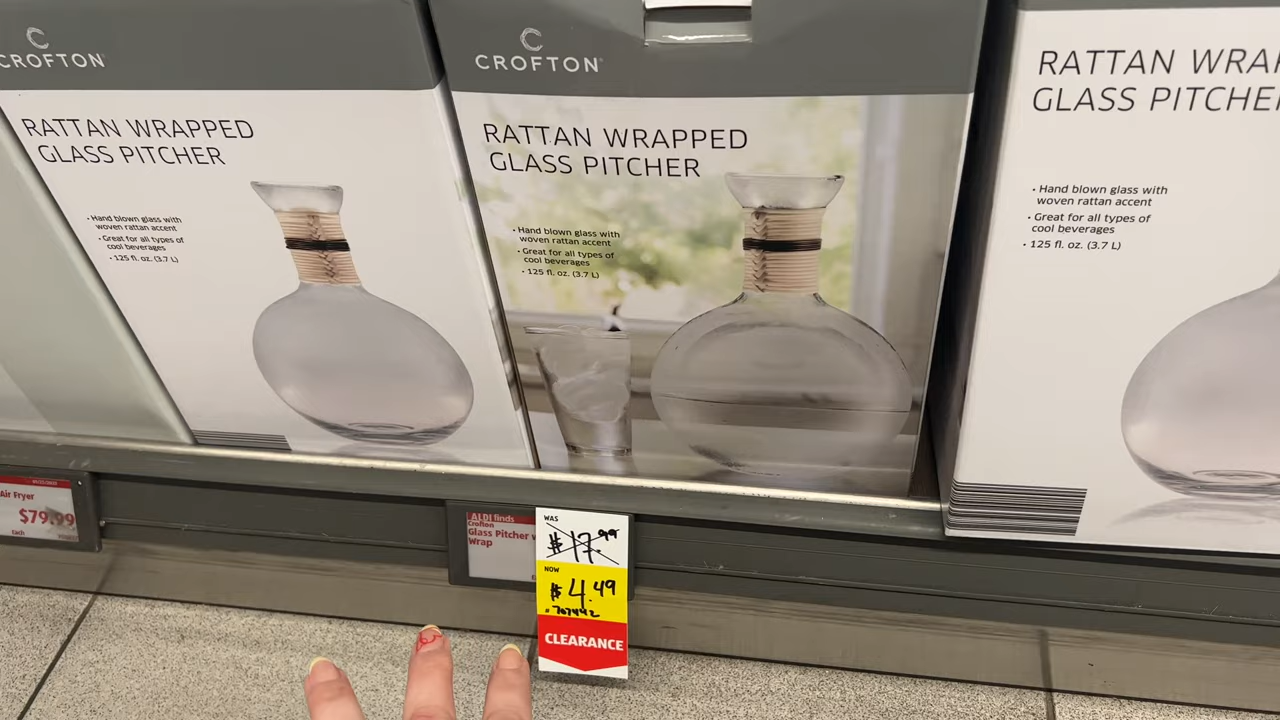 CROFTON
RATTAN WRAPPED
GLASS PITCHER
• Hand blown glass with
woven rattan accent
• Great for all types of
cool beverages
• 125 fl. oz. (3.7 L)
CROFTON
RATTAN WRAPPED
GLASS PITCHER
• Hand blown glass with
woven rattan accent
• Great for all types of
cool beverages
• 125 fl. oz. (3.7 L)
RATTAN WRAP
GLASS PITCHE
• Hand blown glass with
woven rattan accent
• Great for all types of
cool beverages
• 125 fl. oz. (3.7 L)
Air Fryer
$79.99
Each
ALDI finds
Crofton
Glass Pitcher w
Wrap
WAS
$17.99
NOW
$4.49
CLEARANCE